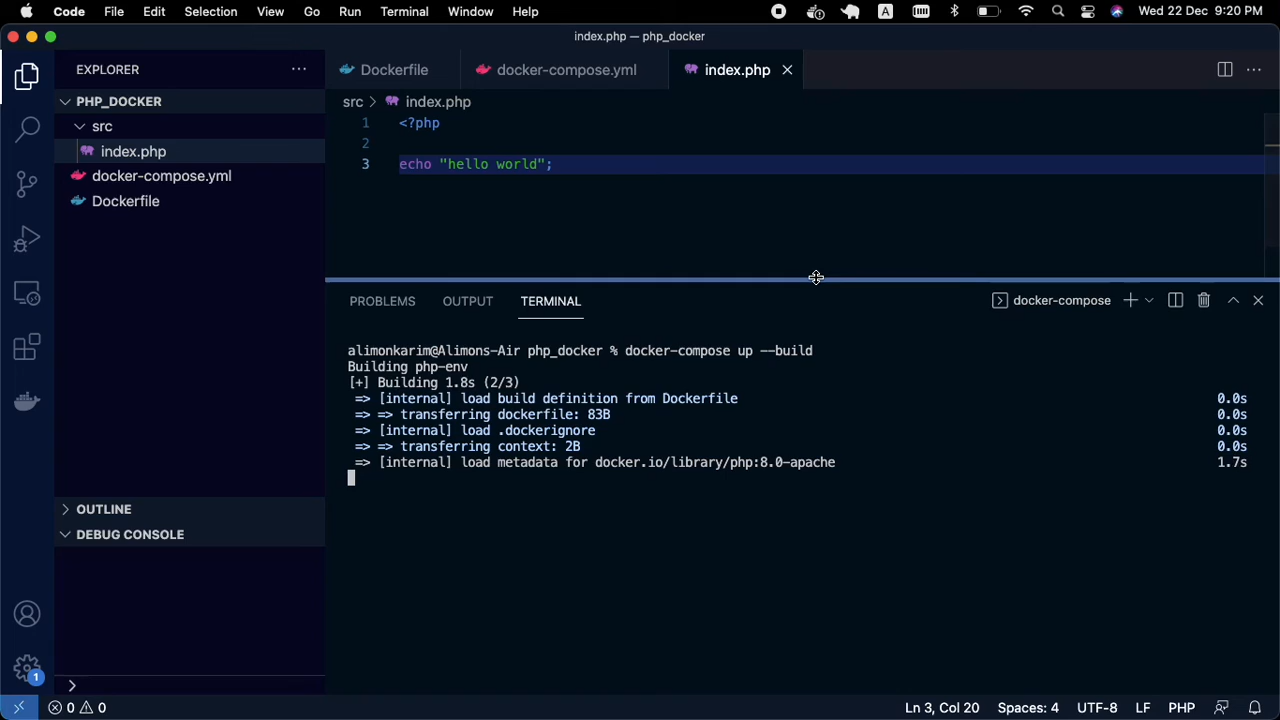 Code File Edit Selection View Go Run Terminal Window Help A Wed 22 Dec 9:20 PM
index.php — php_docker
EXPLORER ···
Dockerfile docker-compose.yml index.php
PHP_DOCKER
src
index.php
docker-compose.yml
Dockerfile
OUTLINE
DEBUG CONSOLE
src > index.php
1 <?php
2
3 echo "hello world";
PROBLEMS OUTPUT TERMINAL docker-compose
alimonkarim@Alimons-Air php_docker % docker-compose up --build
Building php-env
[+] Building 1.8s (2/3)
=> [internal] load build definition from Dockerfile 0.0s
=> => transferring dockerfile: 83B 0.0s
=> [internal] load .dockerignore 0.0s
=> => transferring context: 2B 0.0s
=> [internal] load metadata for docker.io/library/php:8.0-apache 1.7s
1
0 0 Ln 3, Col 20 Spaces: 4 UTF-8 LF PHP